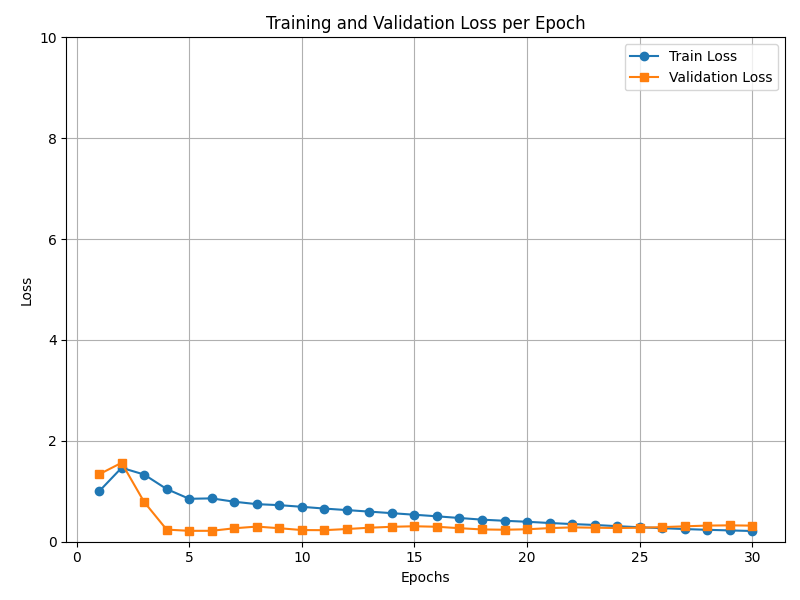 Training and Validation Loss per Epoch
10
8
6
4
2
0
Loss
Train Loss
Validation Loss
0 5 10 15 20 25 30
Epochs